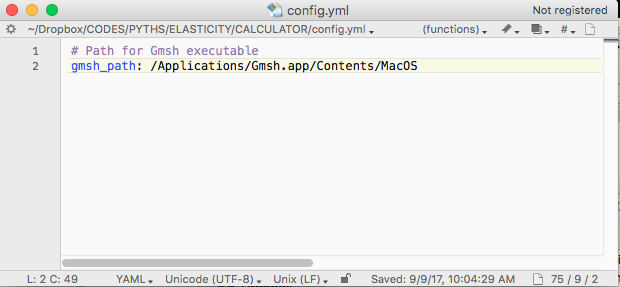 config.yml
Not registered
~/Dropbox/CODES/PYTHS/ELASTICITY/CALCULATOR/config.yml
(functions)
#
1
# Path for Gmsh executable
2
gmsh_path: /Applications/Gmsh.app/Contents/MacOS
L: 2 C: 49
YAML
Unicode (UTF-8)
Unix (LF)
Saved: 9/9/17, 10:04:29 AM
75 / 9 / 2